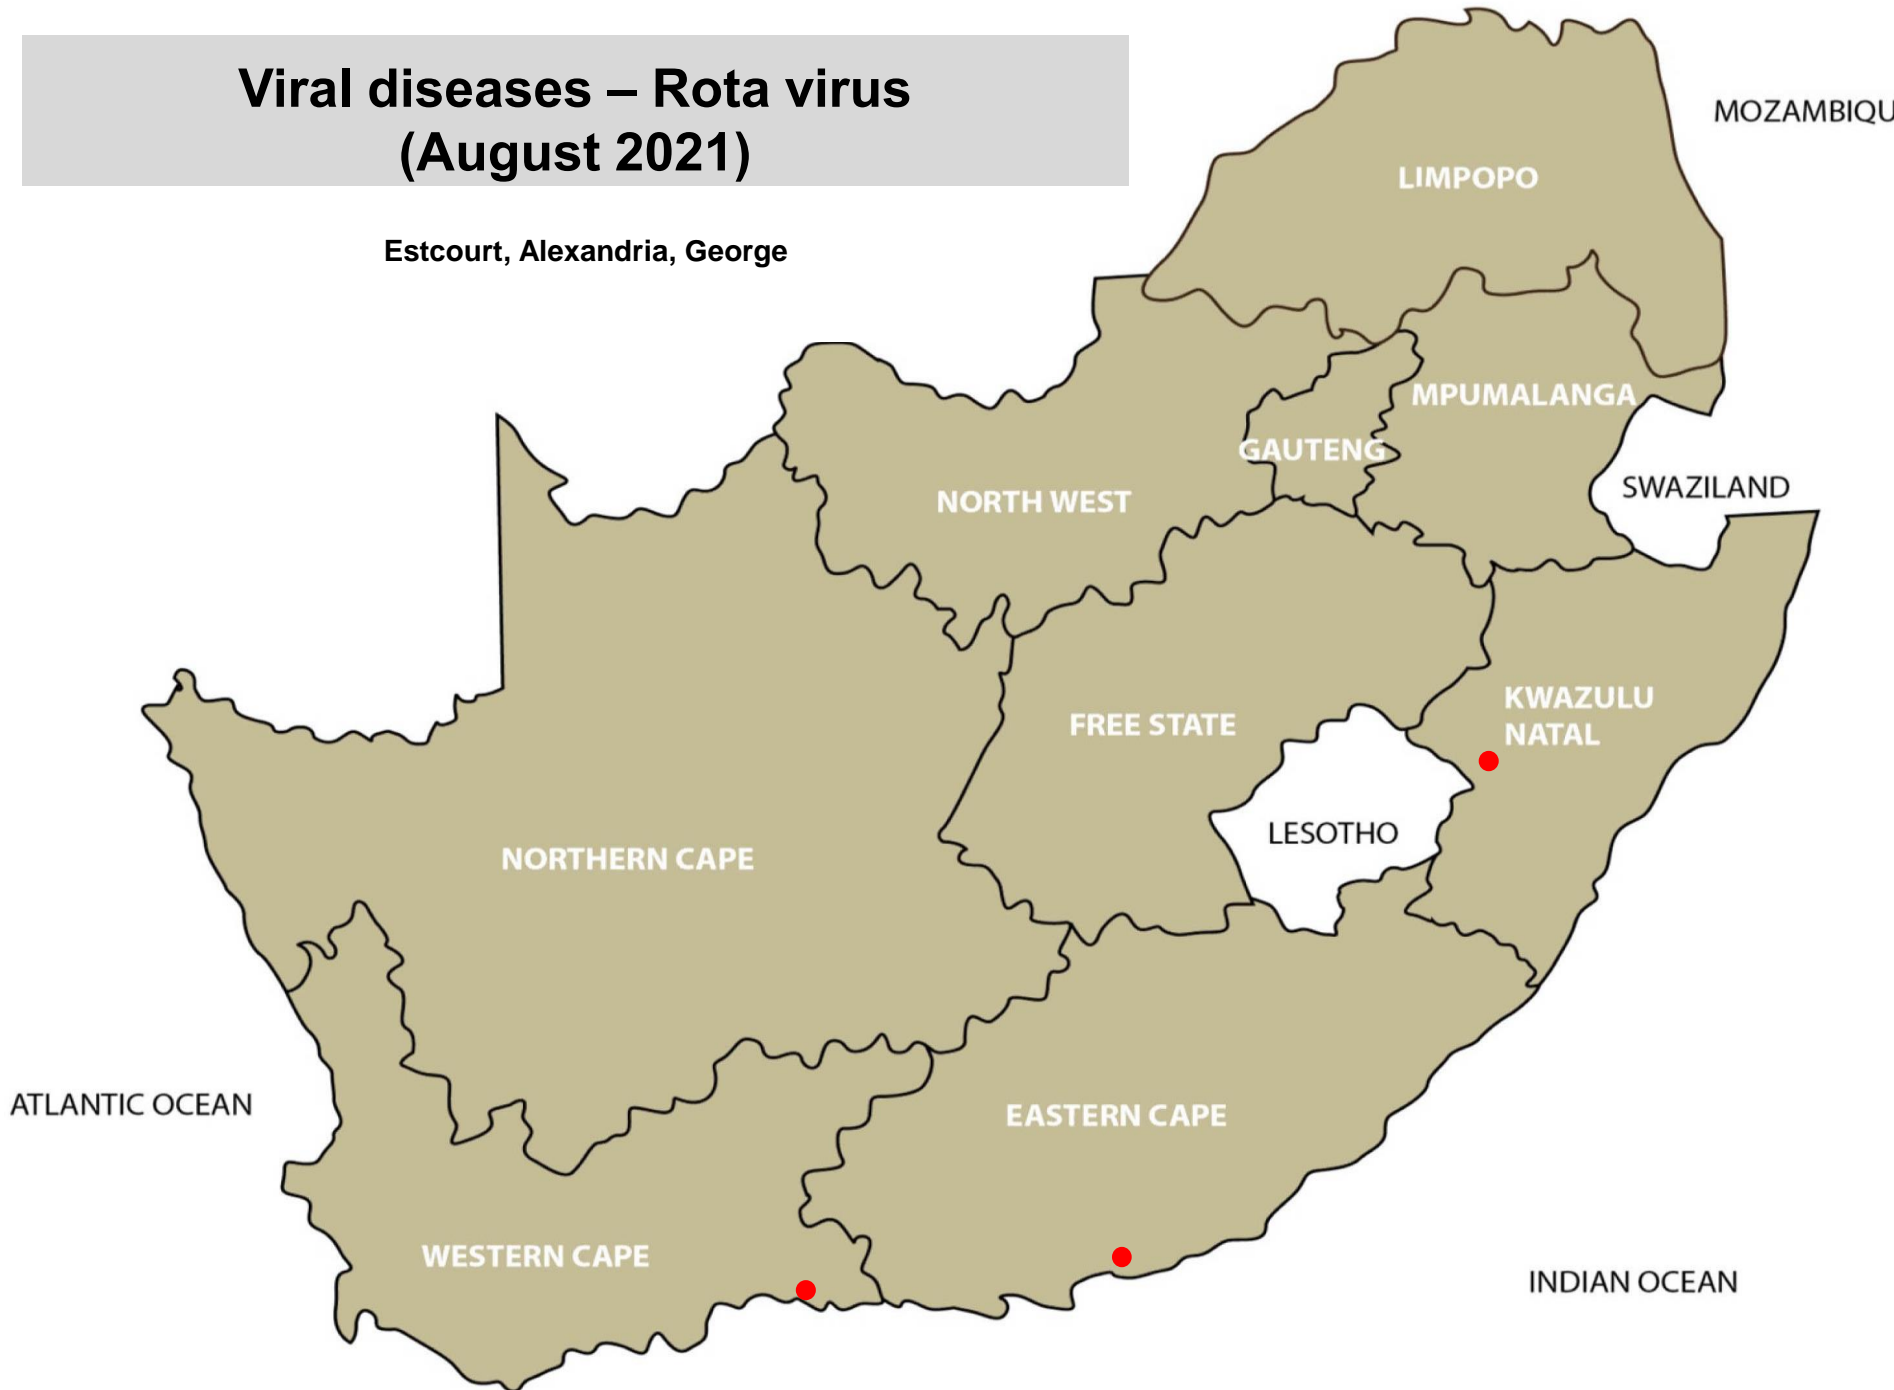 Viral diseases – Rota virus
(August 2021)
Estcourt, Alexandria, George
MOZAMBIQU
LIMPOPO
MPUMALANGA
GAUTENG
SWAZILAND
NORTH WEST
KWAZULU
NATAL
FREE STATE
LESOTHO
NORTHERN CAPE
ATLANTIC OCEAN
EASTERN CAPE
WESTERN CAPE
INDIAN OCEAN